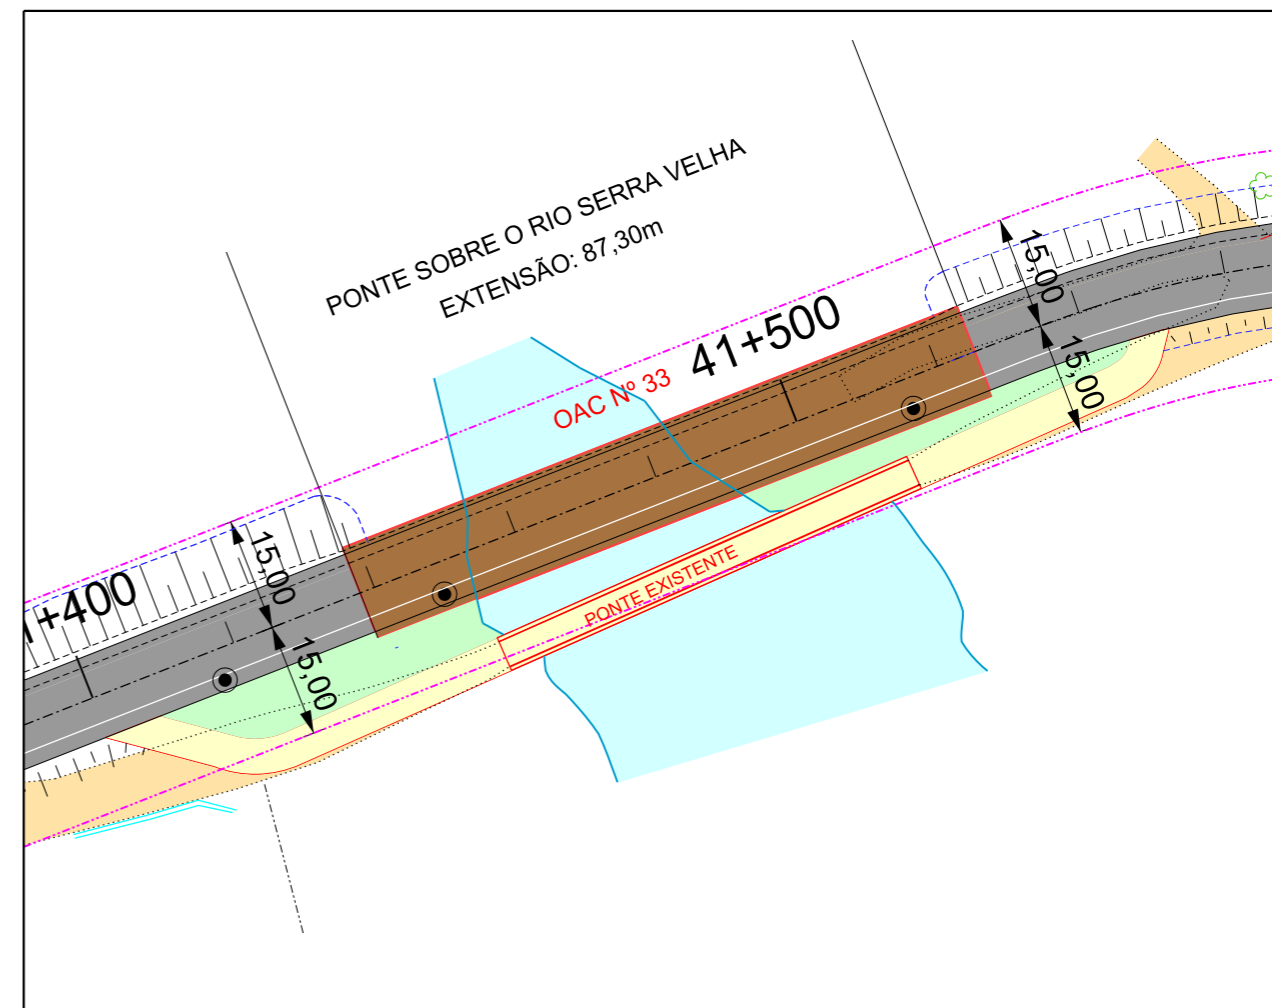 PONTE SOBRE O RIO SERRA VELHA
EXTENSÃO: 87,30m
15,00
15,00
41+500
OAC Nº 33
PONTE EXISTENTE
15,00
15,00
1+400